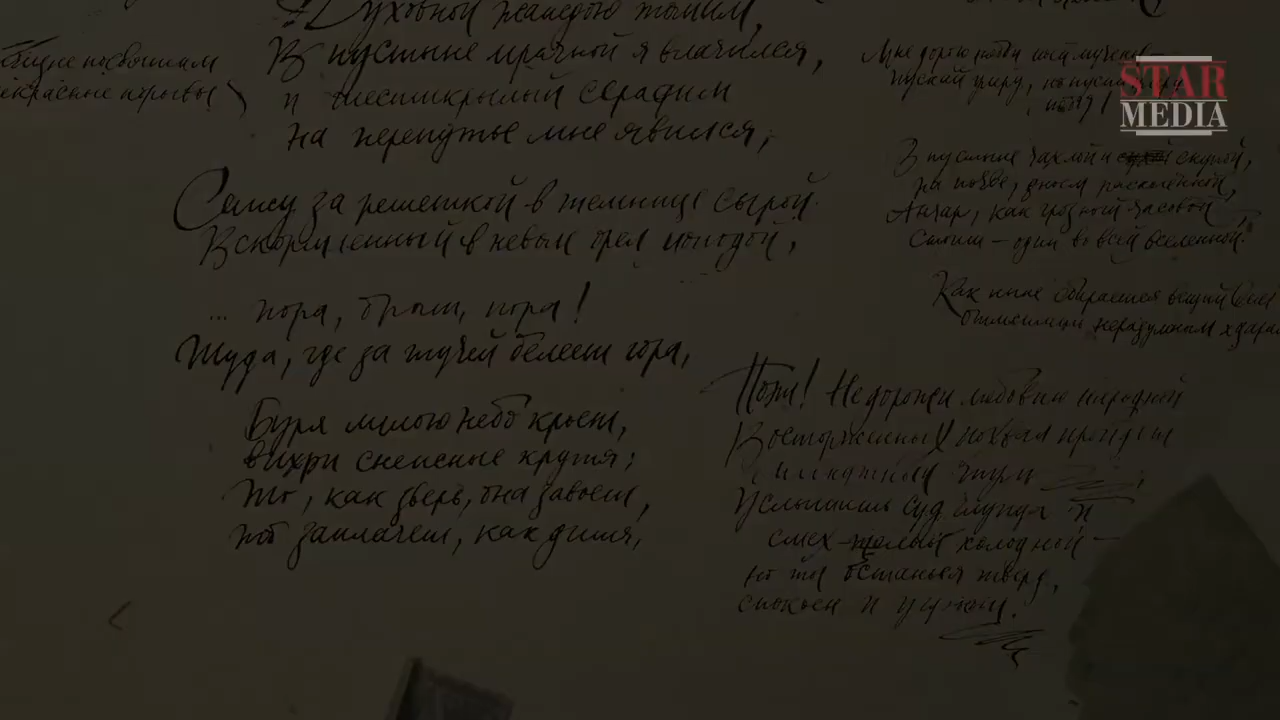 Духовной жаждою томим,
В пустыне мрачной я влачился,
и шестикрылый серафим
на перепутье мне явился,
Сижу за решеткой в темнице сырой.
Вскормленный в неволе орел молодой,
... пора, брат, пора!
Туда, где за тучей белеет гора,
Буря мглою небо кроет,
вихри снежные крутя;
То, как зверь, она завоет,
то заплачет, как дитя,
STAR
MEDIA
В пустыне чахлой и скупой,
на почве, зноем раскаленной,
Анчар, как грозный часовой
стоит – один во всей вселенной.
Как ныне сбирается вещий Олег
отмстить неразумным хазара
Поэт! Не дорожи любовию народной
Восторженных похвал пройдет
минутный шум
Услышишь суд глупца и
смех толпы холодной –
но ты останься тверд,
спокоен и угрюм.